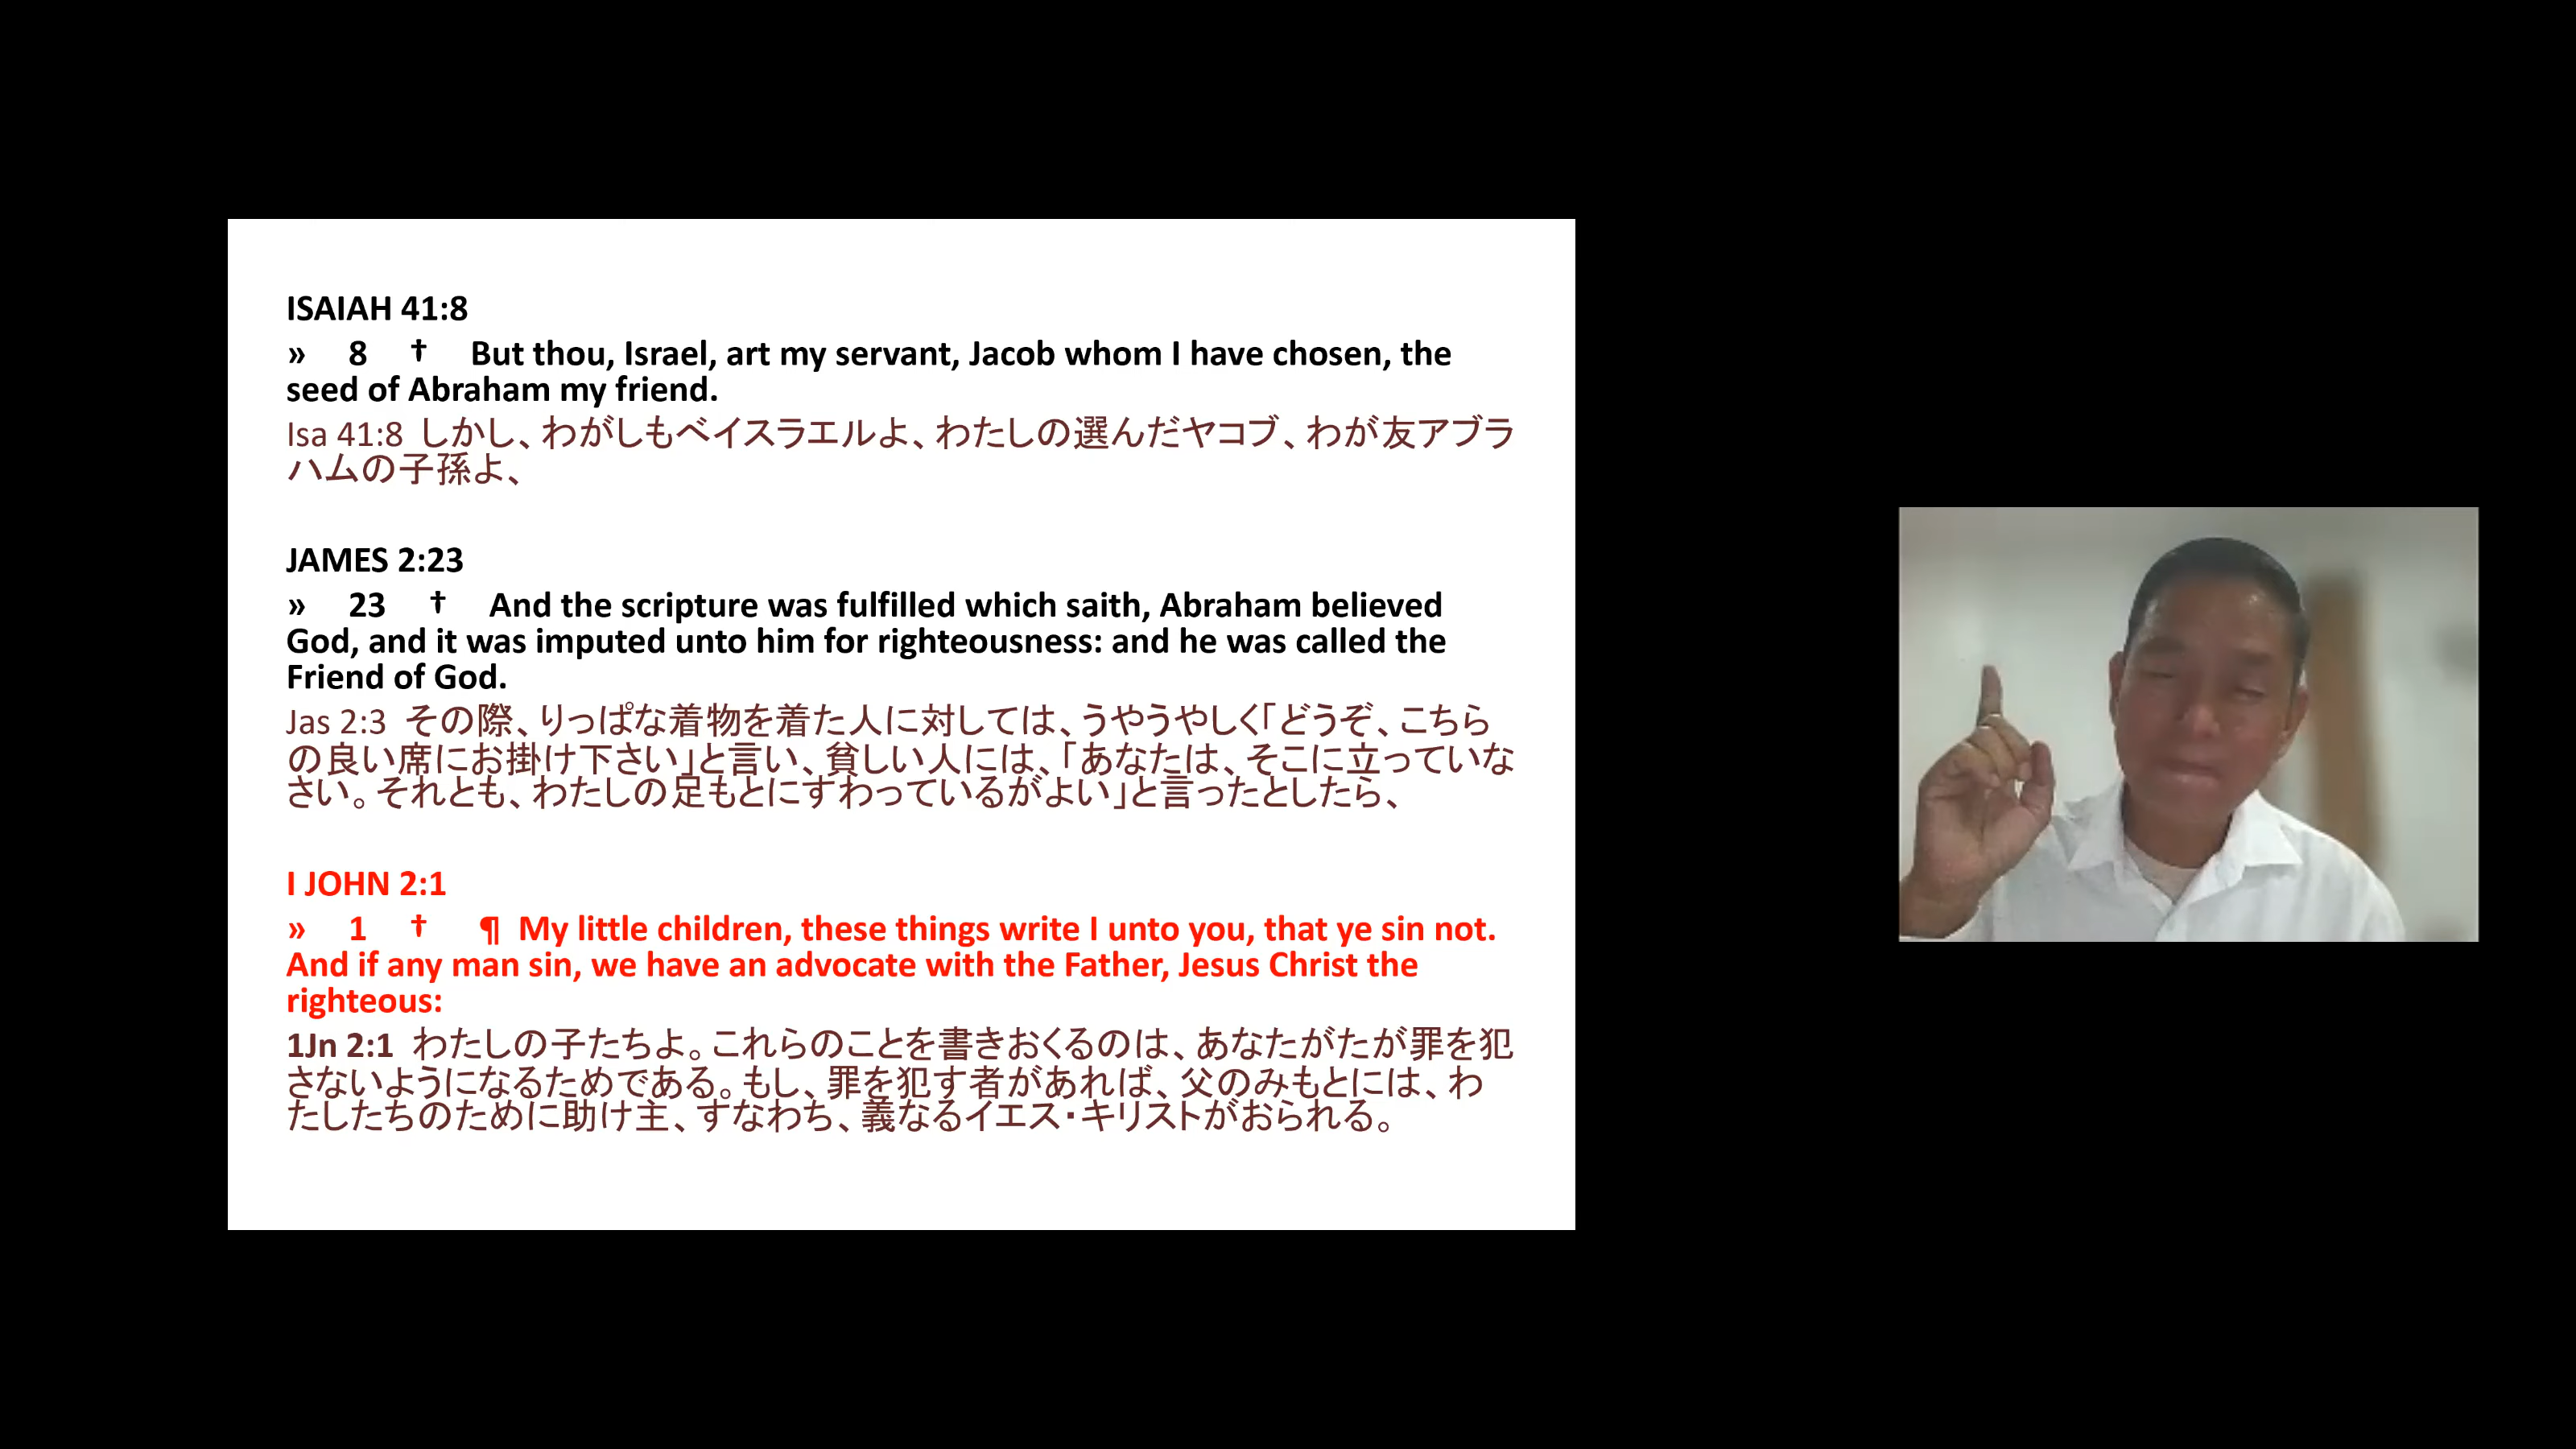 ISAIAH 41:8
» 8 † But thou, Israel, art my servant, Jacob whom I have chosen, the
seed of Abraham my friend.
Isa 41:8 しかし、わがしもべイスラエルよ、わたしの選んだヤコブ、わが友アブラ
ハムの子孫よ、
JAMES 2:23
» 23 † And the scripture was fulfilled which saith, Abraham believed
God, and it was imputed unto him for righteousness: and he was called the
Friend of God.
Jas 2:3 その際、りっぱな着物を着た人に対しては、うやうやしく「どうぞ、こちら
の良い席にお掛け下さい」と言い、貧しい人には、「あなたは、そこに立っていな
さい。それとも、わたしの足もとにすわっているがよい」と言ったとしたら、
I JOHN 2:1
» 1 † ¶ My little children, these things write I unto you, that ye sin not.
And if any man sin, we have an advocate with the Father, Jesus Christ the
righteous:
1Jn 2:1 わたしの子たちよ。これらのことを書きおくるのは、あなたがたが罪を犯
さないようになるためである。もし、罪を犯す者があれば、父のみもとには、わ
たしたちのために助け主、すなわち、義なるイエス・キリストがおられる。